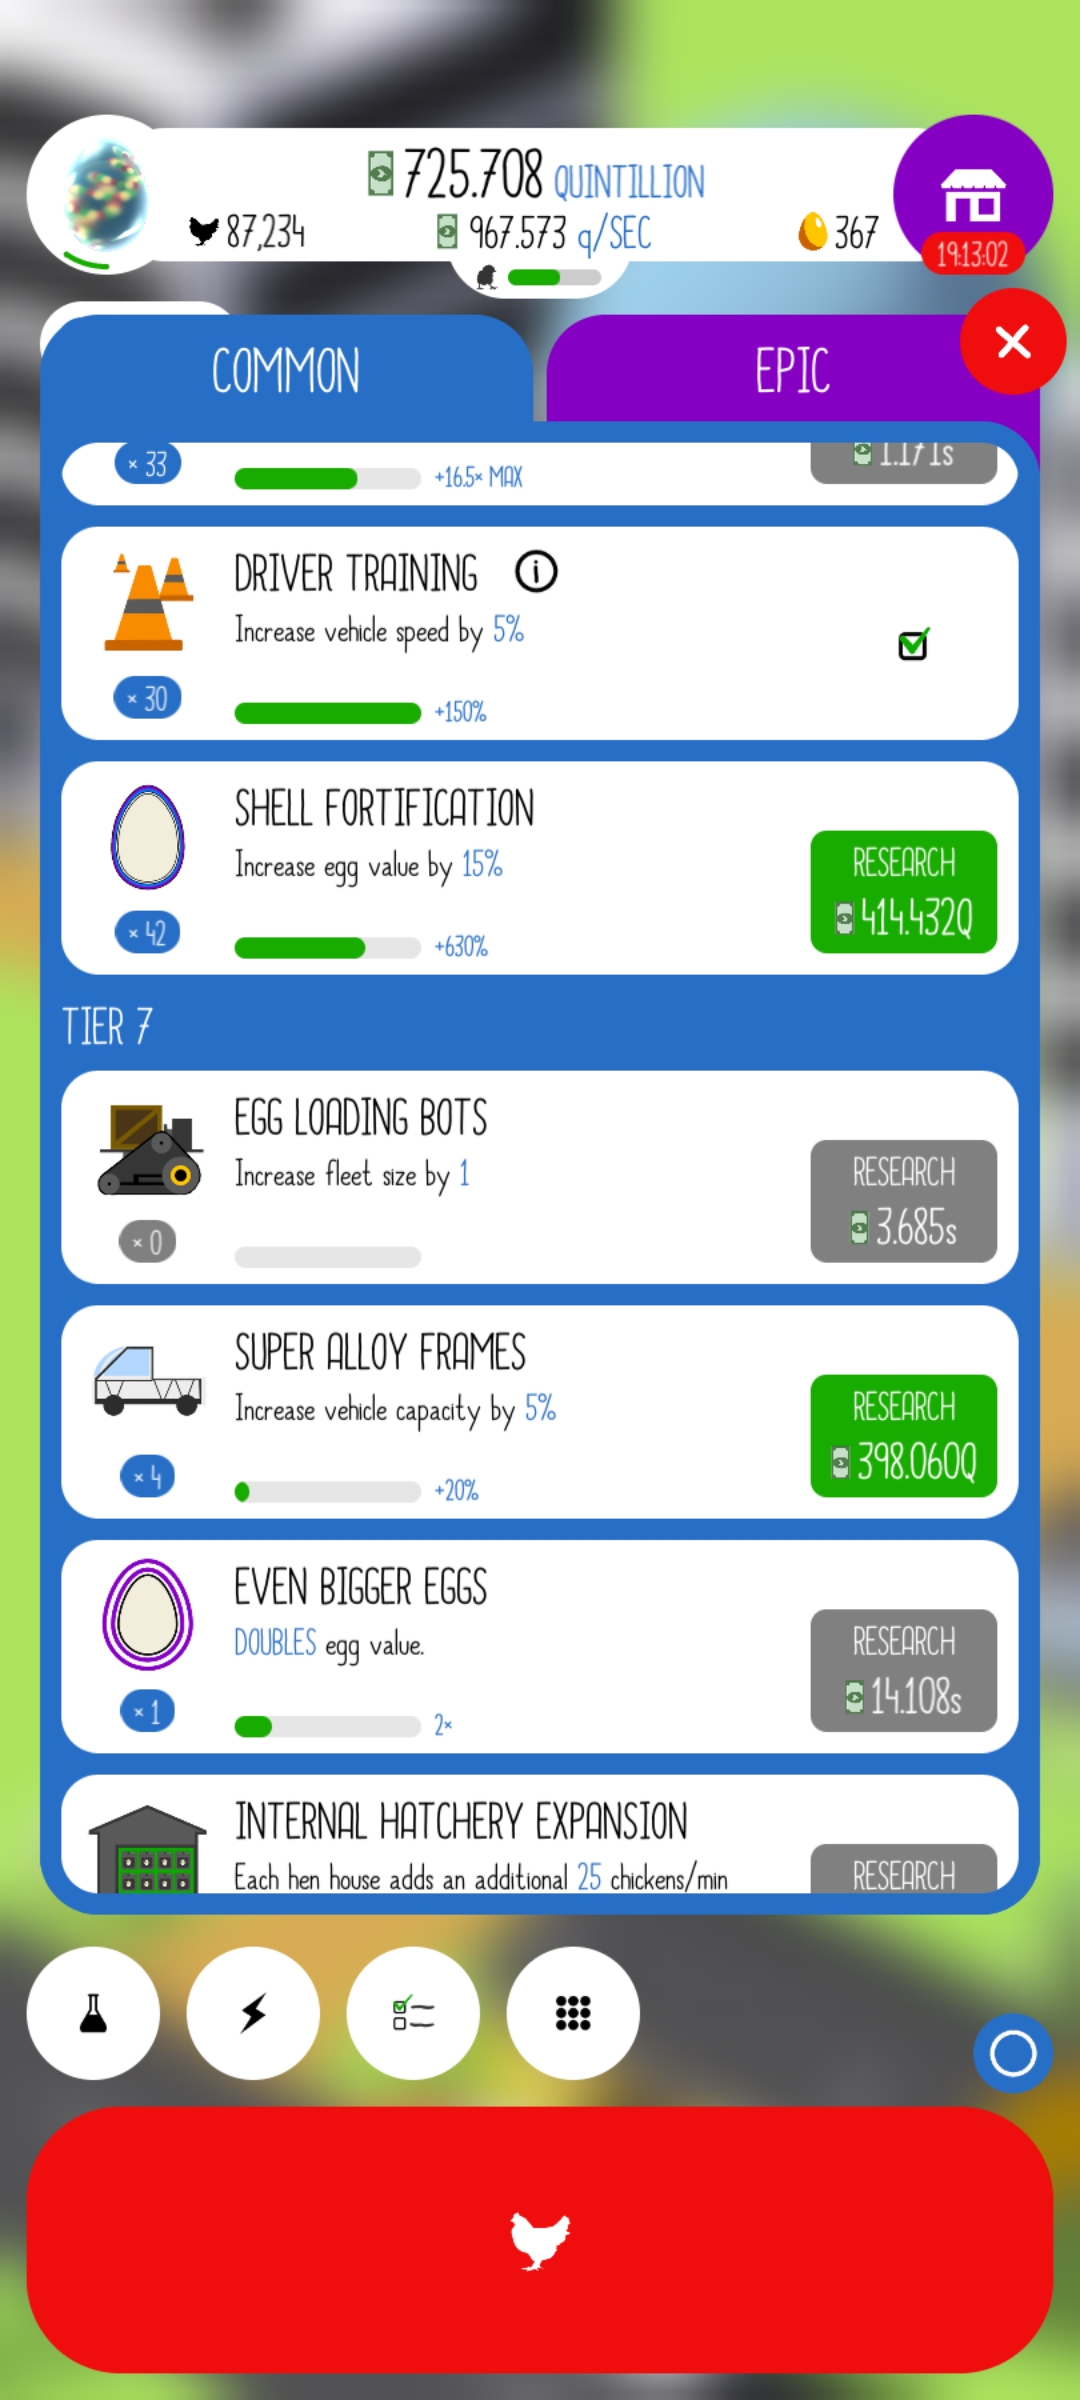 725.708 QUINTILLION
87,234
967.573 q/SEC
367
19:13:02
COMMON
EPIC
× 33
+16.5× MAX
1.171s
DRIVER TRAINING
Increase vehicle speed by 5%
× 30
+150%
SHELL FORTIFICATION
Increase egg value by 15%
× 42
+630%
RESEARCH
414.432Q
TIER 7
EGG LOADING BOTS
Increase fleet size by 1
× 0
RESEARCH
3.685s
SUPER ALLOY FRAMES
Increase vehicle capacity by 5%
× 4
+20%
RESEARCH
398.060Q
EVEN BIGGER EGGS
DOUBLES egg value.
× 1
2×
RESEARCH
14.108s
INTERNAL HATCHERY EXPANSION
Each hen house adds an additional 25 chickens/min
RESEARCH